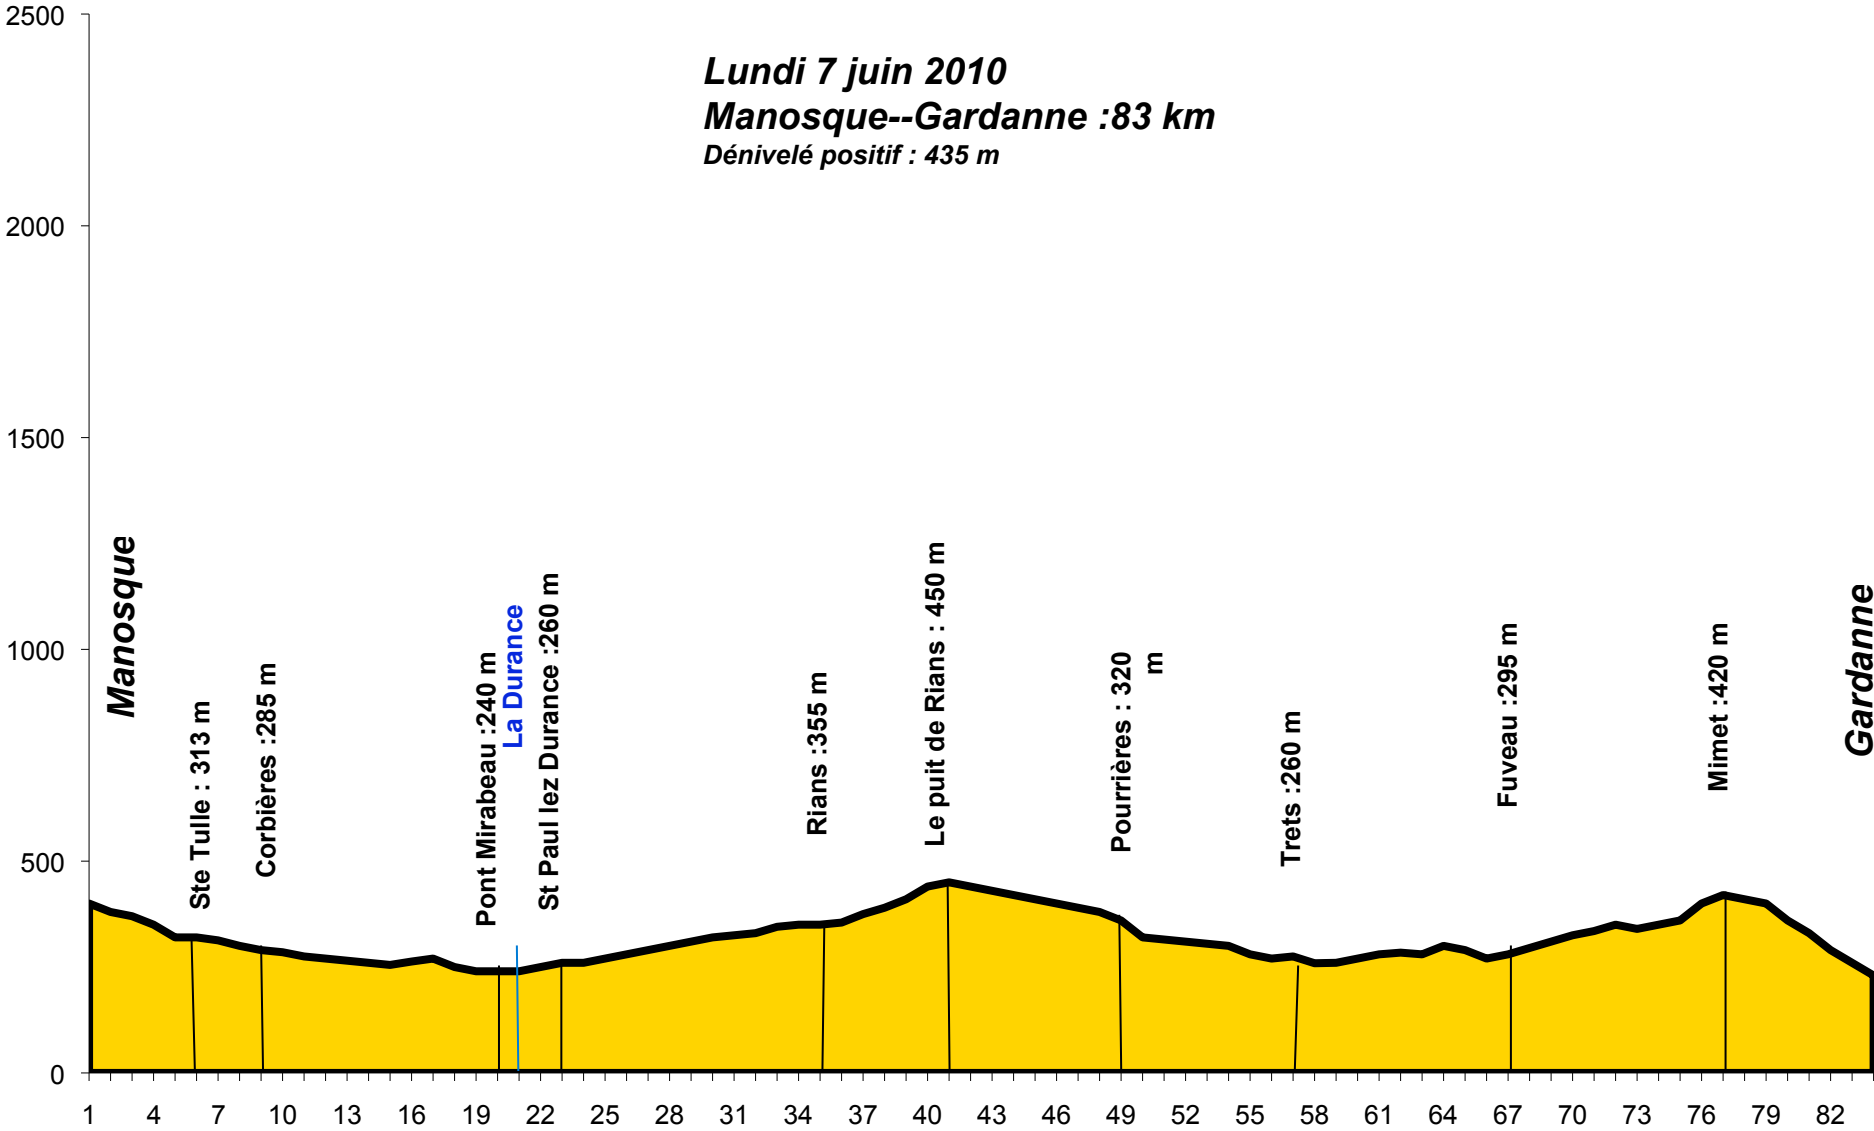 2500
Lundi 7 juin 2010
Manosque--Gardanne :83 km
Dénivelé positif : 435 m
2000
1500
1000
500
0
Manosque
Ste Tulle : 313 m
Corbières :285 m
Pont Mirabeau :240 m
La Durance
St Paul lez Durance :260 m
Rians :355 m
Le puit de Rians : 450 m
Pourrières : 320
m
Trets :260 m
Fuveau :295 m
Mimet :420 m
Gardanne
1 4 7 10 13 16 19 22 25 28 31 34 37 40 43 46 49 52 55 58 61 64 67 70 73 76 79 82